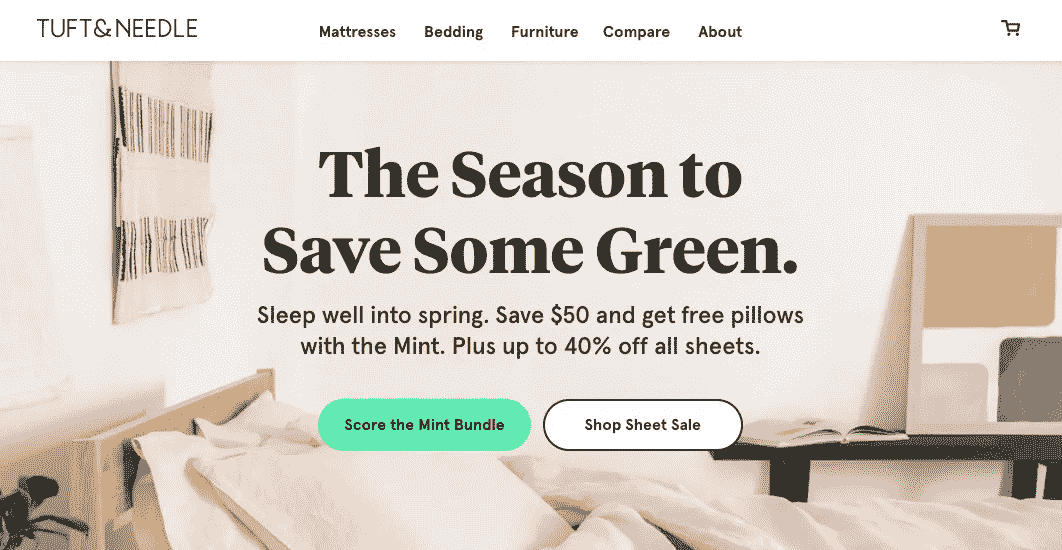 TUFT&NEEDLE
Mattresses Bedding Furniture Compare About
The Season to
Save Some Green.
Sleep well into spring. Save $50 and get free pillows
with the Mint. Plus up to 40% off all sheets.
Score the Mint Bundle Shop Sheet Sale